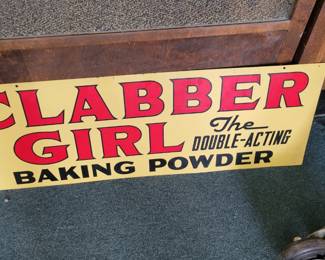 CLABBER
GIRL The
DOUBLE-ACTING
BAKING POWDER